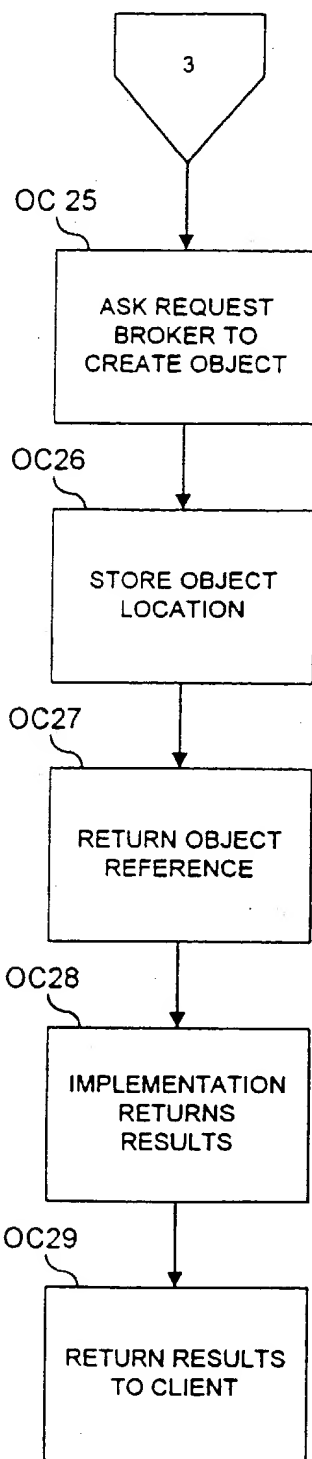 3
OC 25
ASK REQUEST
BROKER TO
CREATE OBJECT
OC26
STORE OBJECT
LOCATION
OC27
RETURN OBJECT
REFERENCE
OC28
IMPLEMENTATION
RETURNS
RESULTS
OC29
RETURN RESULTS
TO CLIENT